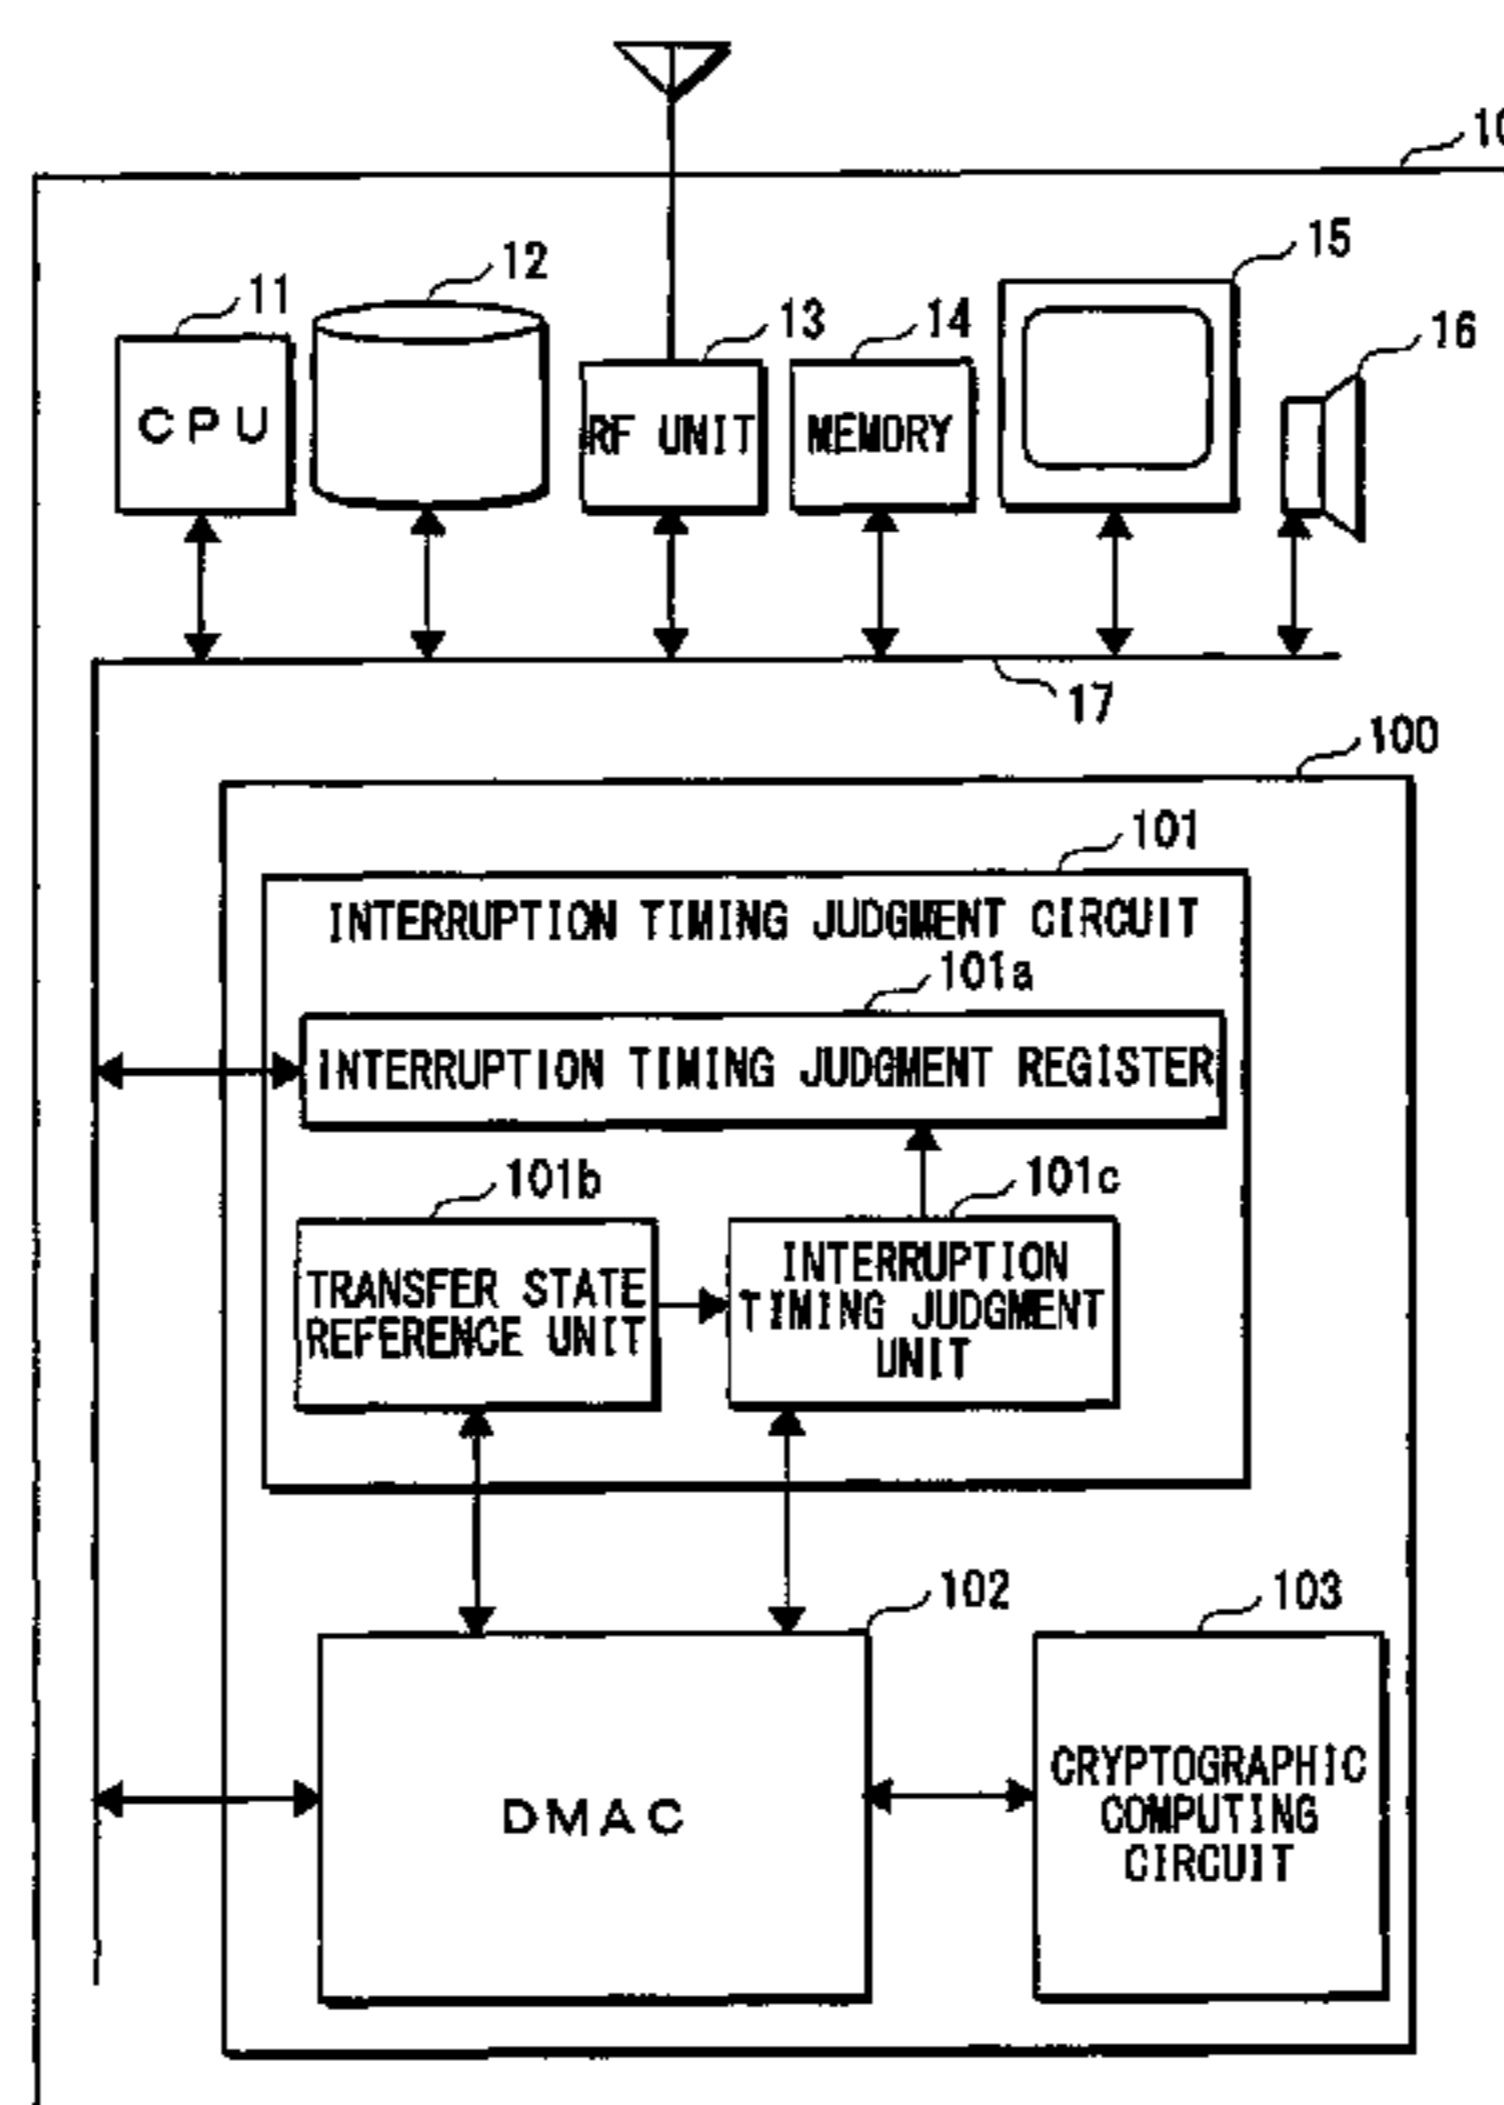 10
12
15
11
13
14
16
CPU
RF UNIT
MEMORY
17
100
101
INTERRUPTION TIMING JUDGMENT CIRCUIT
101a
INTERRUPTION TIMING JUDGMENT REGISTER
101b
101c
TRANSFER STATE
REFERENCE UNIT
INTERRUPTION
TIMING JUDGMENT
UNIT
102
103
DMAC
CRYPTOGRAPHIC
COMPUTING
CIRCUIT